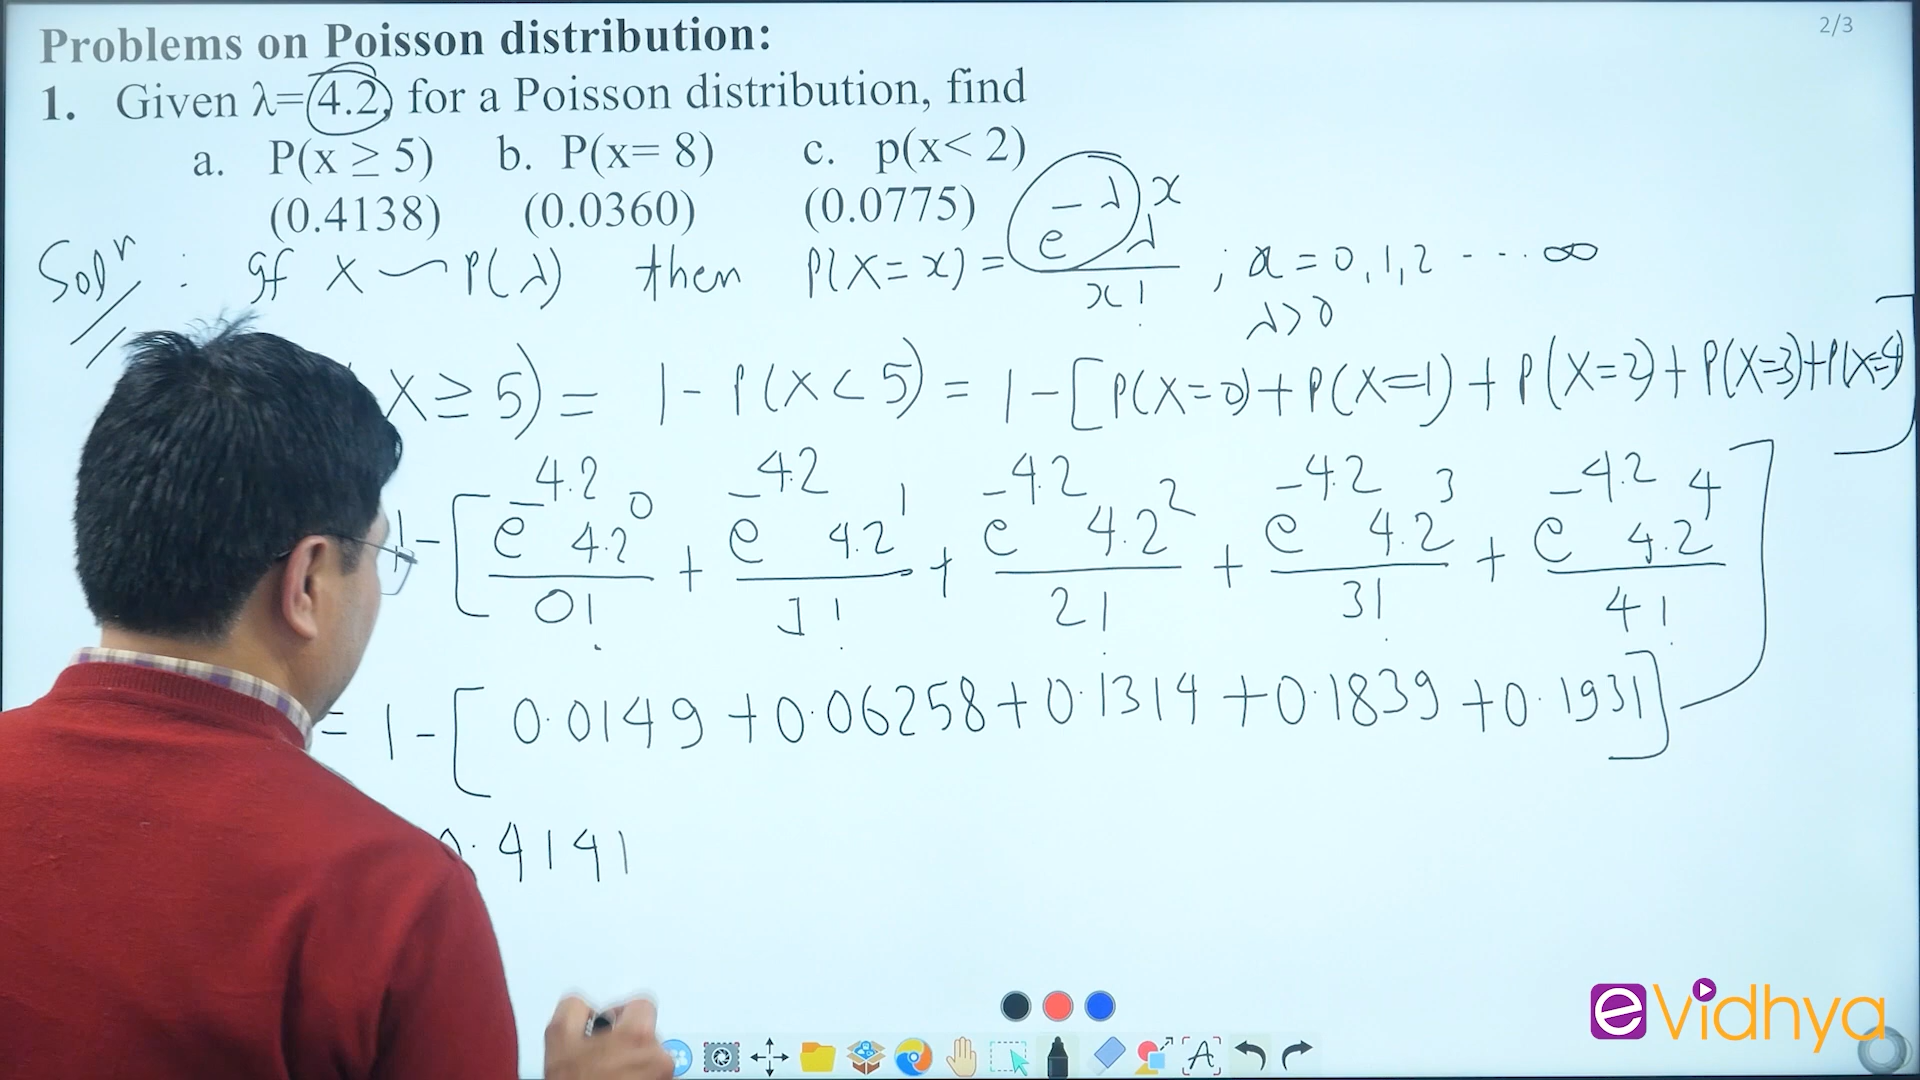 2/3
Problems on Poisson distribution:
1. Given λ=4.2, for a Poisson distribution, find
a. P(x ≥ 5) b. P(x= 8) c. p(x< 2)
(0.4138) (0.0360) (0.0775)
Solⁿ : If X ~ P(λ) then P(X=x) = e^-λ λ^x / x! ; x = 0,1,2 ... ∞
λ>0
X ≥ 5) = 1 - P(X < 5) = 1 - [P(X=0)+P(X=1)+P(X=2)+P(X=3)+P(X=4)]
1 - [e^-4.2 4.2^0 / 0! + e^-4.2 4.2^1 / 1! + e^-4.2 4.2^2 / 2! + e^-4.2 4.2^3 / 3! + e^-4.2 4.2^4 / 4!]
= 1 - [0.0149 + 0.06258 + 0.1314 + 0.1839 + 0.1931]
0.4141
eVidhya